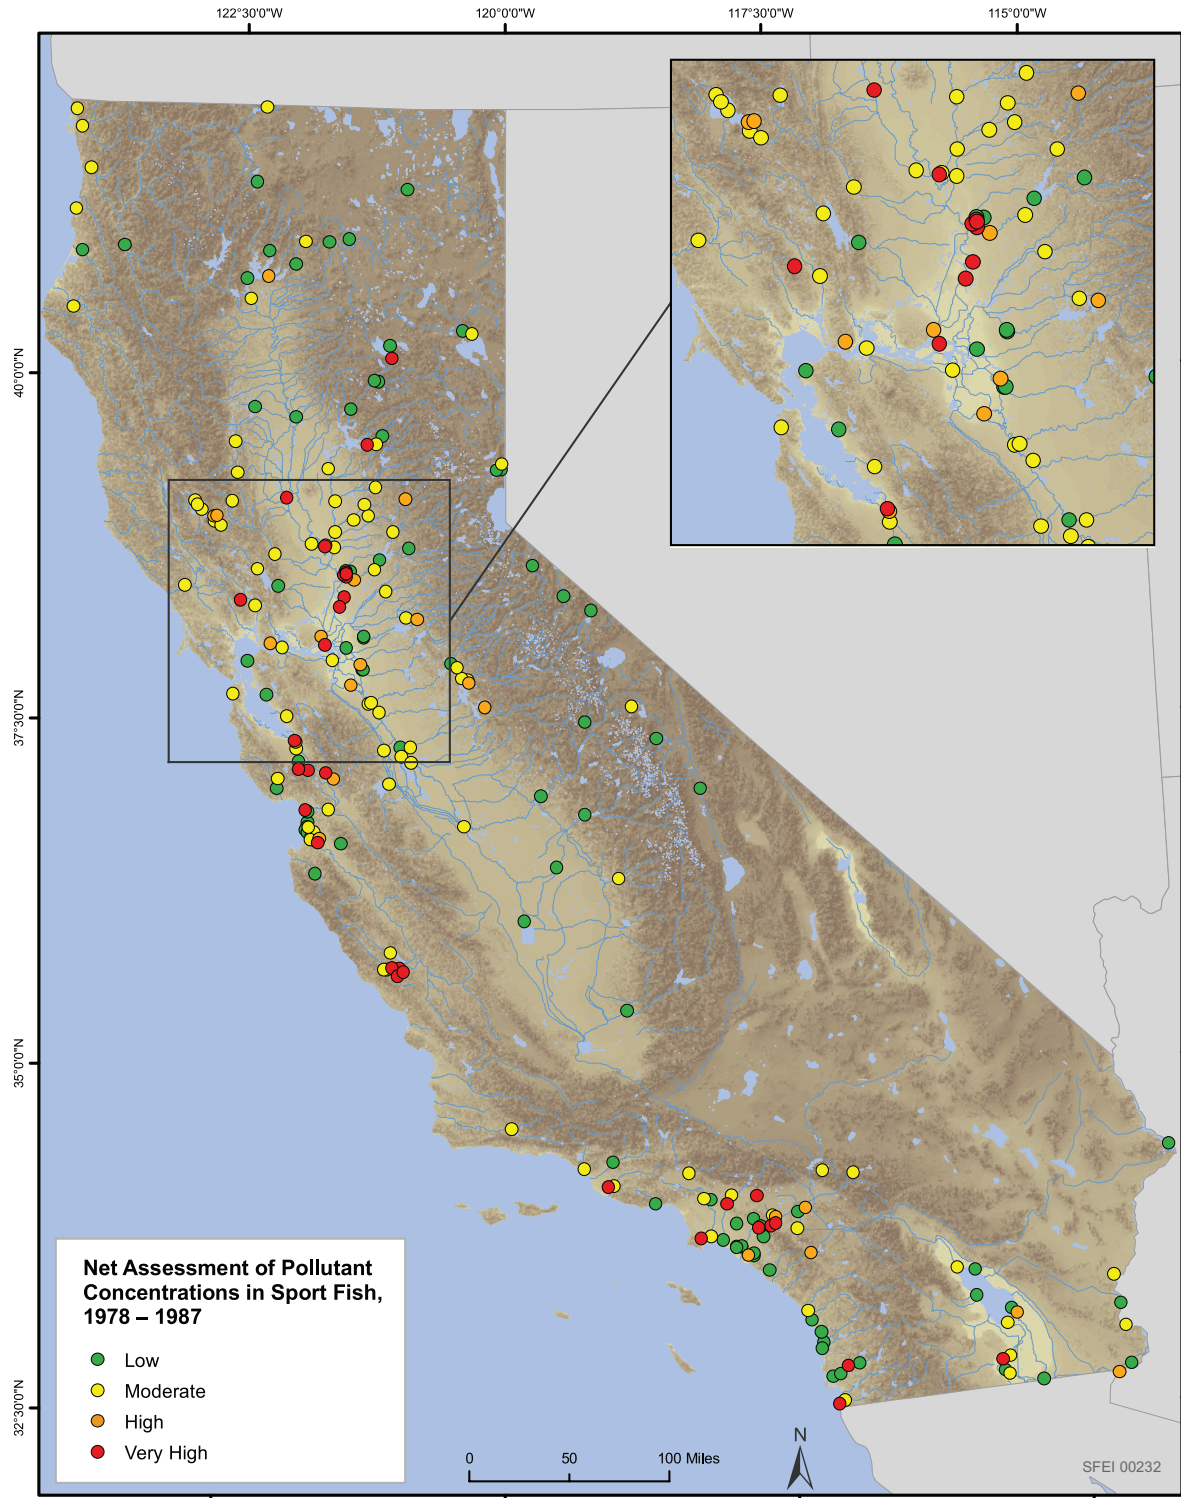 122°30'0"W 120°0'0"W 117°30'0"W 115°0'0"W
40°0'0"N
37°30'0"N
35°0'0"N
32°30'0"N
Net Assessment of Pollutant
Concentrations in Sport Fish,
1978 – 1987
Low
Moderate
High
Very High
0 50 100 Miles
N
SFEI 00232